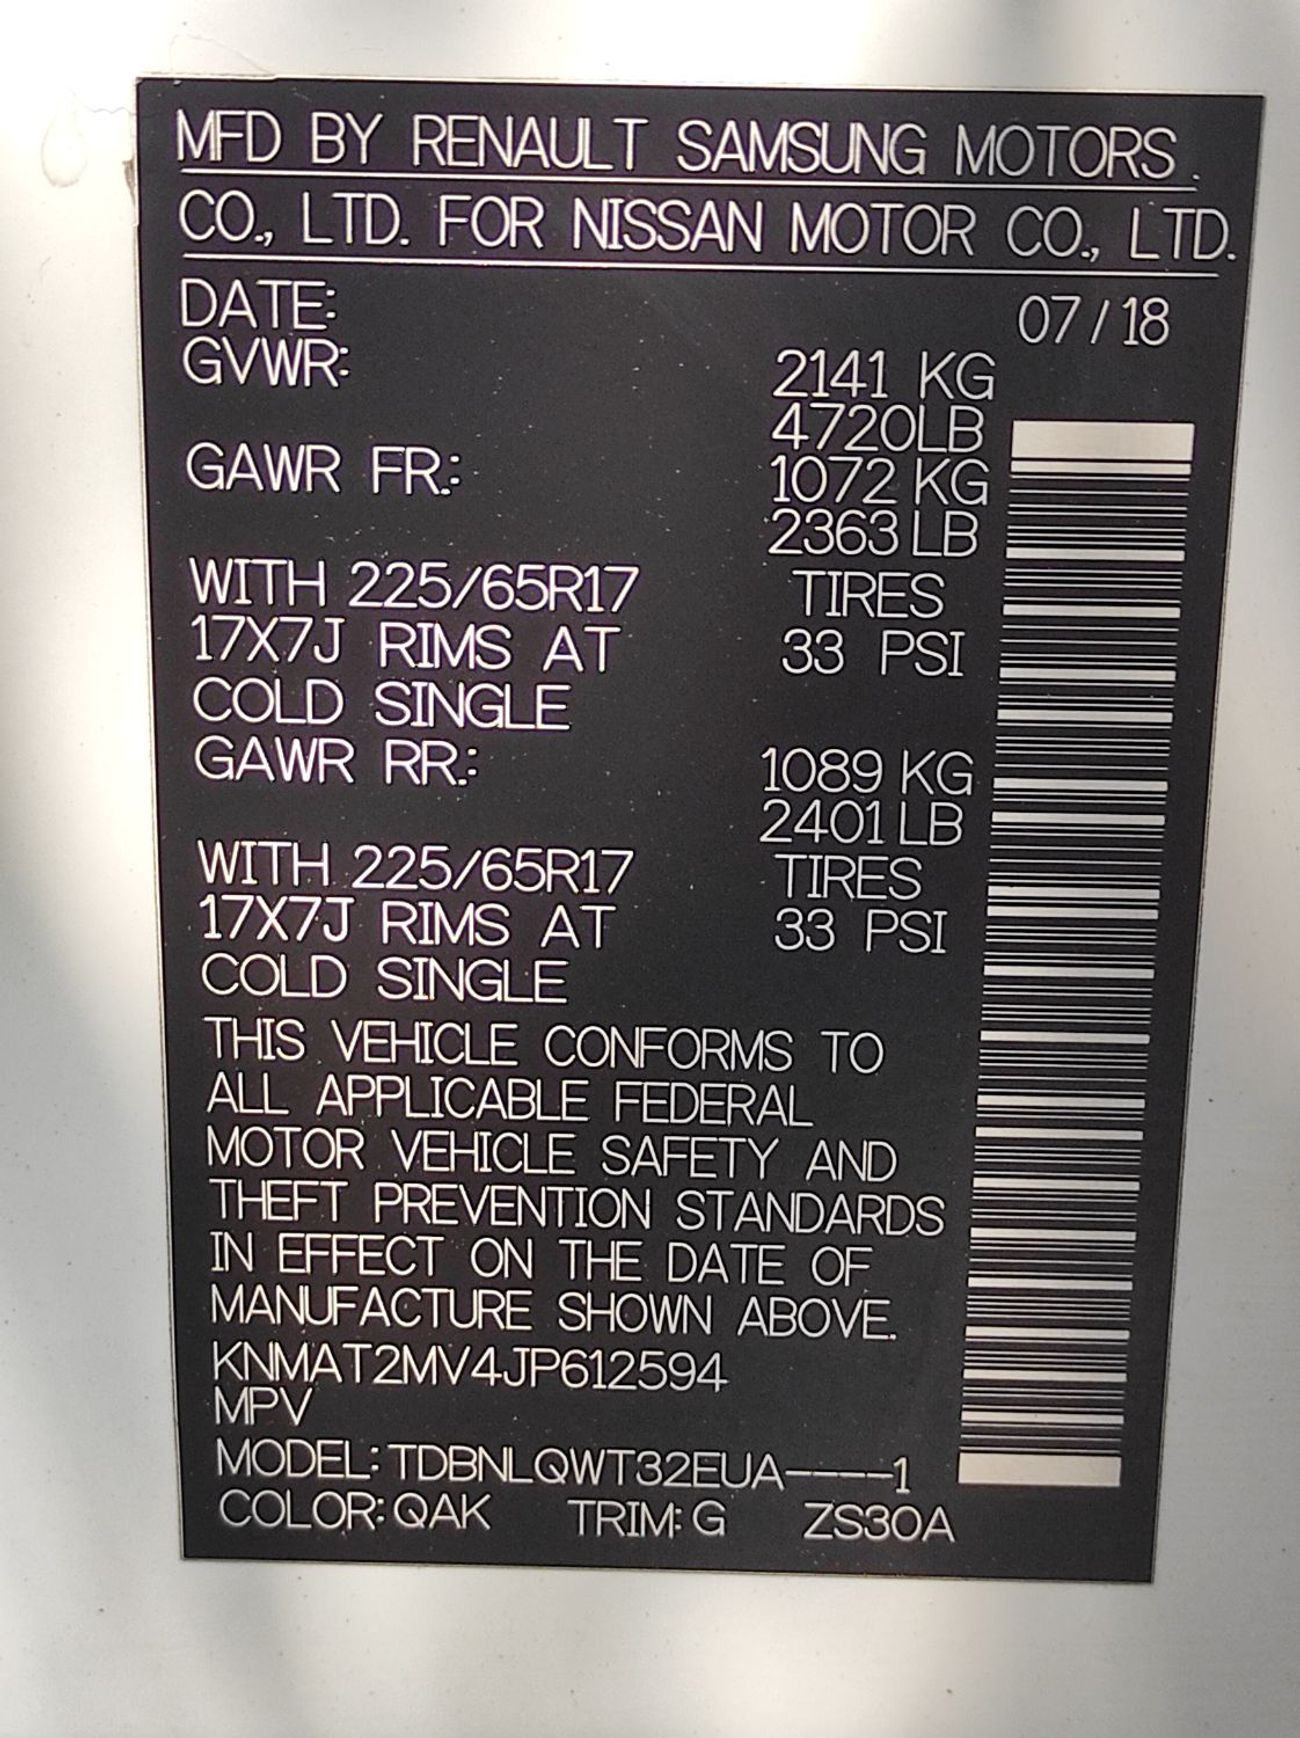 MFD BY RENAULT SAMSUNG MOTORS.
CO., LTD. FOR NISSAN MOTOR CO., LTD.
DATE: 07/18
GVWR: 2141 KG
4720LB
GAWR FR.: 1072 KG
2363 LB
WITH 225/65R17 TIRES
17X7J RIMS AT 33 PSI
COLD SINGLE
GAWR RR.: 1089 KG
2401 LB
WITH 225/65R17 TIRES
17X7J RIMS AT 33 PSI
COLD SINGLE
THIS VEHICLE CONFORMS TO
ALL APPLICABLE FEDERAL
MOTOR VEHICLE SAFETY AND
THEFT PREVENTION STANDARDS
IN EFFECT ON THE DATE OF
MANUFACTURE SHOWN ABOVE.
KNMAT2MV4JP612594
MPV
MODEL: TDBNLQWT32EUA----1
COLOR: QAK TRIM: G ZS30A